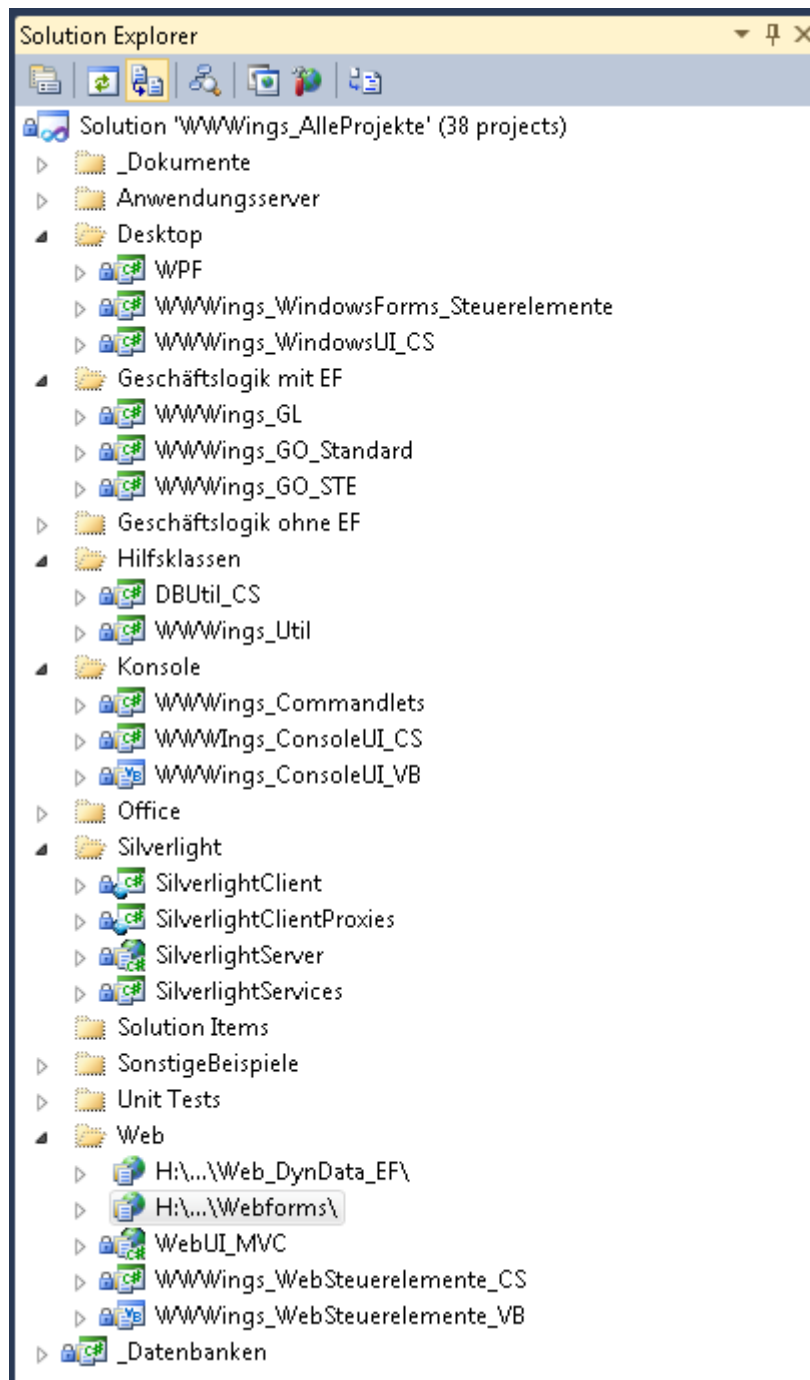 Solution Explorer
Solution 'WWWings_AlleProjekte' (38 projects)
_Dokumente
Anwendungsserver
Desktop
WPF
WWWings_WindowsForms_Steuerelemente
WWWings_WindowsUI_CS
Geschäftslogik mit EF
WWWings_GL
WWWings_GO_Standard
WWWings_GO_STE
Geschäftslogik ohne EF
Hilfsklassen
DBUtil_CS
WWWings_Util
Konsole
WWWings_Commandlets
WWWIngs_ConsoleUI_CS
WWWings_ConsoleUI_VB
Office
Silverlight
SilverlightClient
SilverlightClientProxies
SilverlightServer
SilverlightServices
Solution Items
SonstigeBeispiele
Unit Tests
Web
H:\...\Web_DynData_EF\
H:\...\Webforms\
WebUI_MVC
WWWings_WebSteuerelemente_CS
WWWings_WebSteuerelemente_VB
_Datenbanken